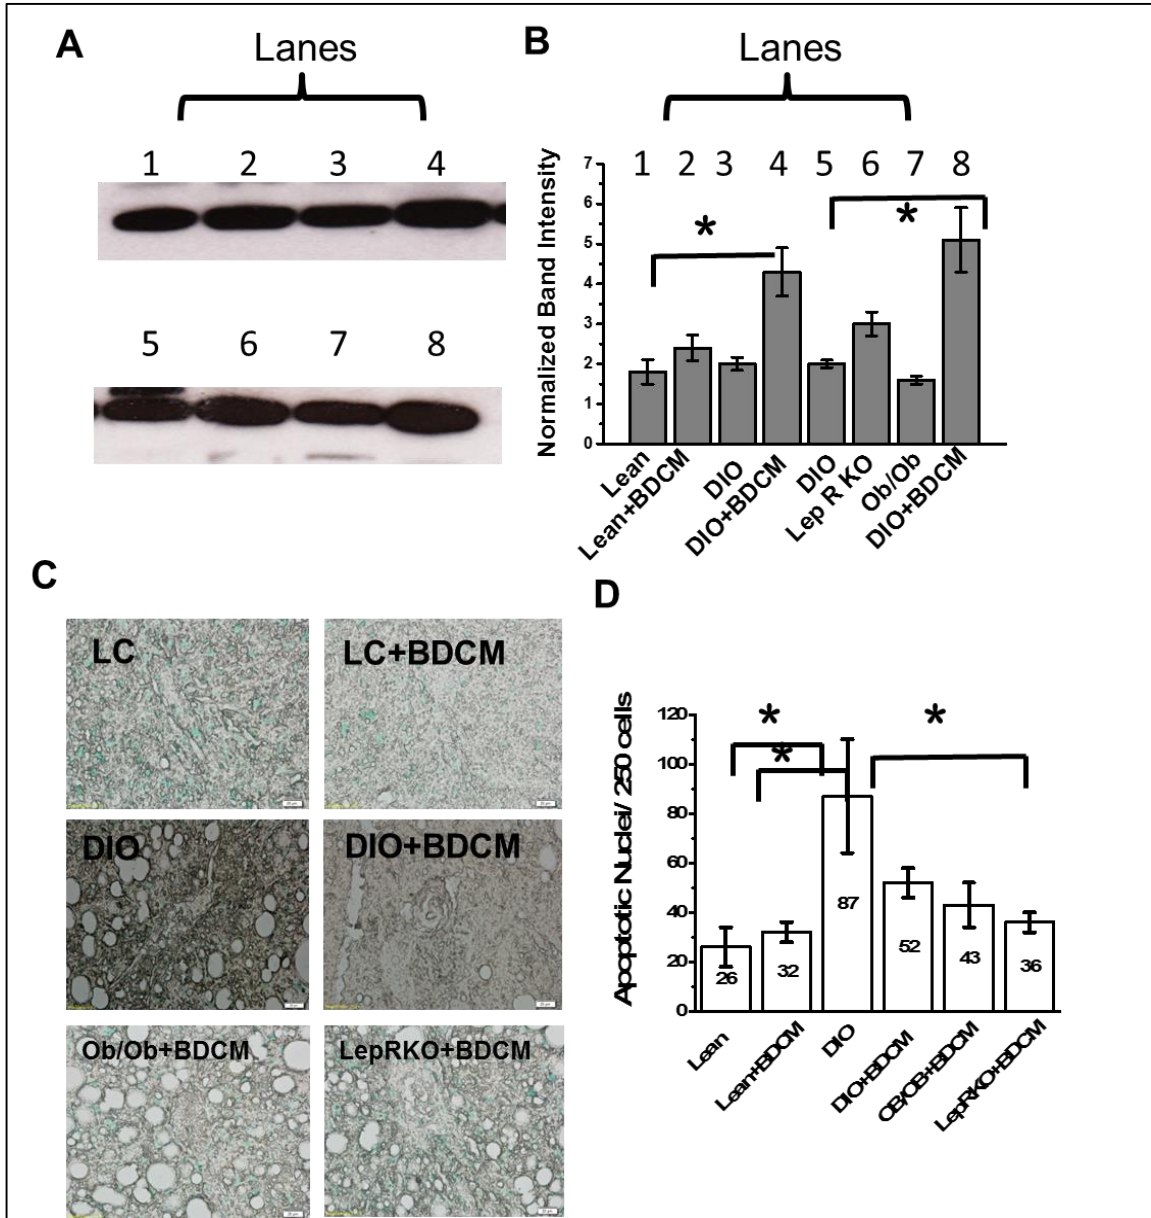 A
Lanes
1 2 3 4
5 6 7 8
B
Lanes
1 2 3 4 5 6 7 8
Normalized Band Intensity
7
6
5
4
3
2
1
0
*
*
Lean
Lean+BDCM
DIO
DIO+BDCM
DIO
Lep R KO
Ob/Ob
DIO+BDCM
C
LC
LC+BDCM
DIO
DIO+BDCM
Ob/Ob+BDCM
LepRKO+BDCM
D
Apoptotic Nuclei/ 250 cells
120
100
80
60
40
20
0
*
*
*
26
32
87
52
43
36
Lean
Lean+BDCM
DIO
DIO+BDCM
OB/OB+BDCM
LepRKO+BDCM